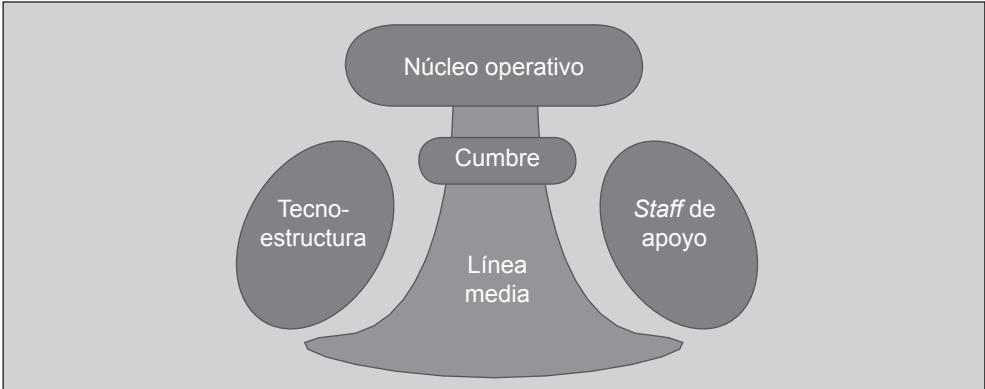 Núcleo operativo
Cumbre
Tecno-
estructura
Staff de
apoyo
Línea
media